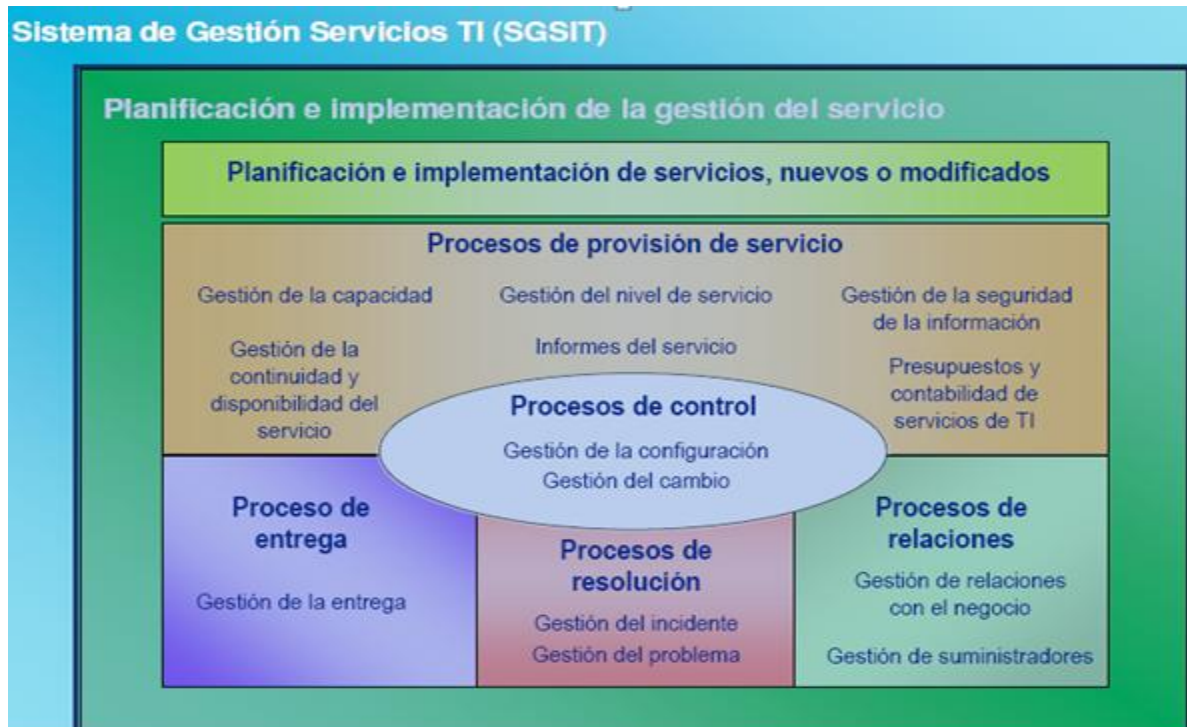 Sistema de Gestión Servicios TI (SGSIT)
Planificación e implementación de la gestión del servicio
Planificación e implementación de servicios, nuevos o modificados
Procesos de provisión de servicio
Gestión de la capacidad
Gestión de la
continuidad y
disponibilidad del
servicio
Gestión del nivel de servicio
Informes del servicio
Gestión de la seguridad
de la información
Presupuestos y
contabilidad de
servicios de TI
Procesos de control
Gestión de la configuración
Gestión del cambio
Proceso de
entrega
Gestión de la entrega
Procesos de
resolución
Gestión del incidente
Gestión del problema
Procesos de
relaciones
Gestión de relaciones
con el negocio
Gestión de suministradores